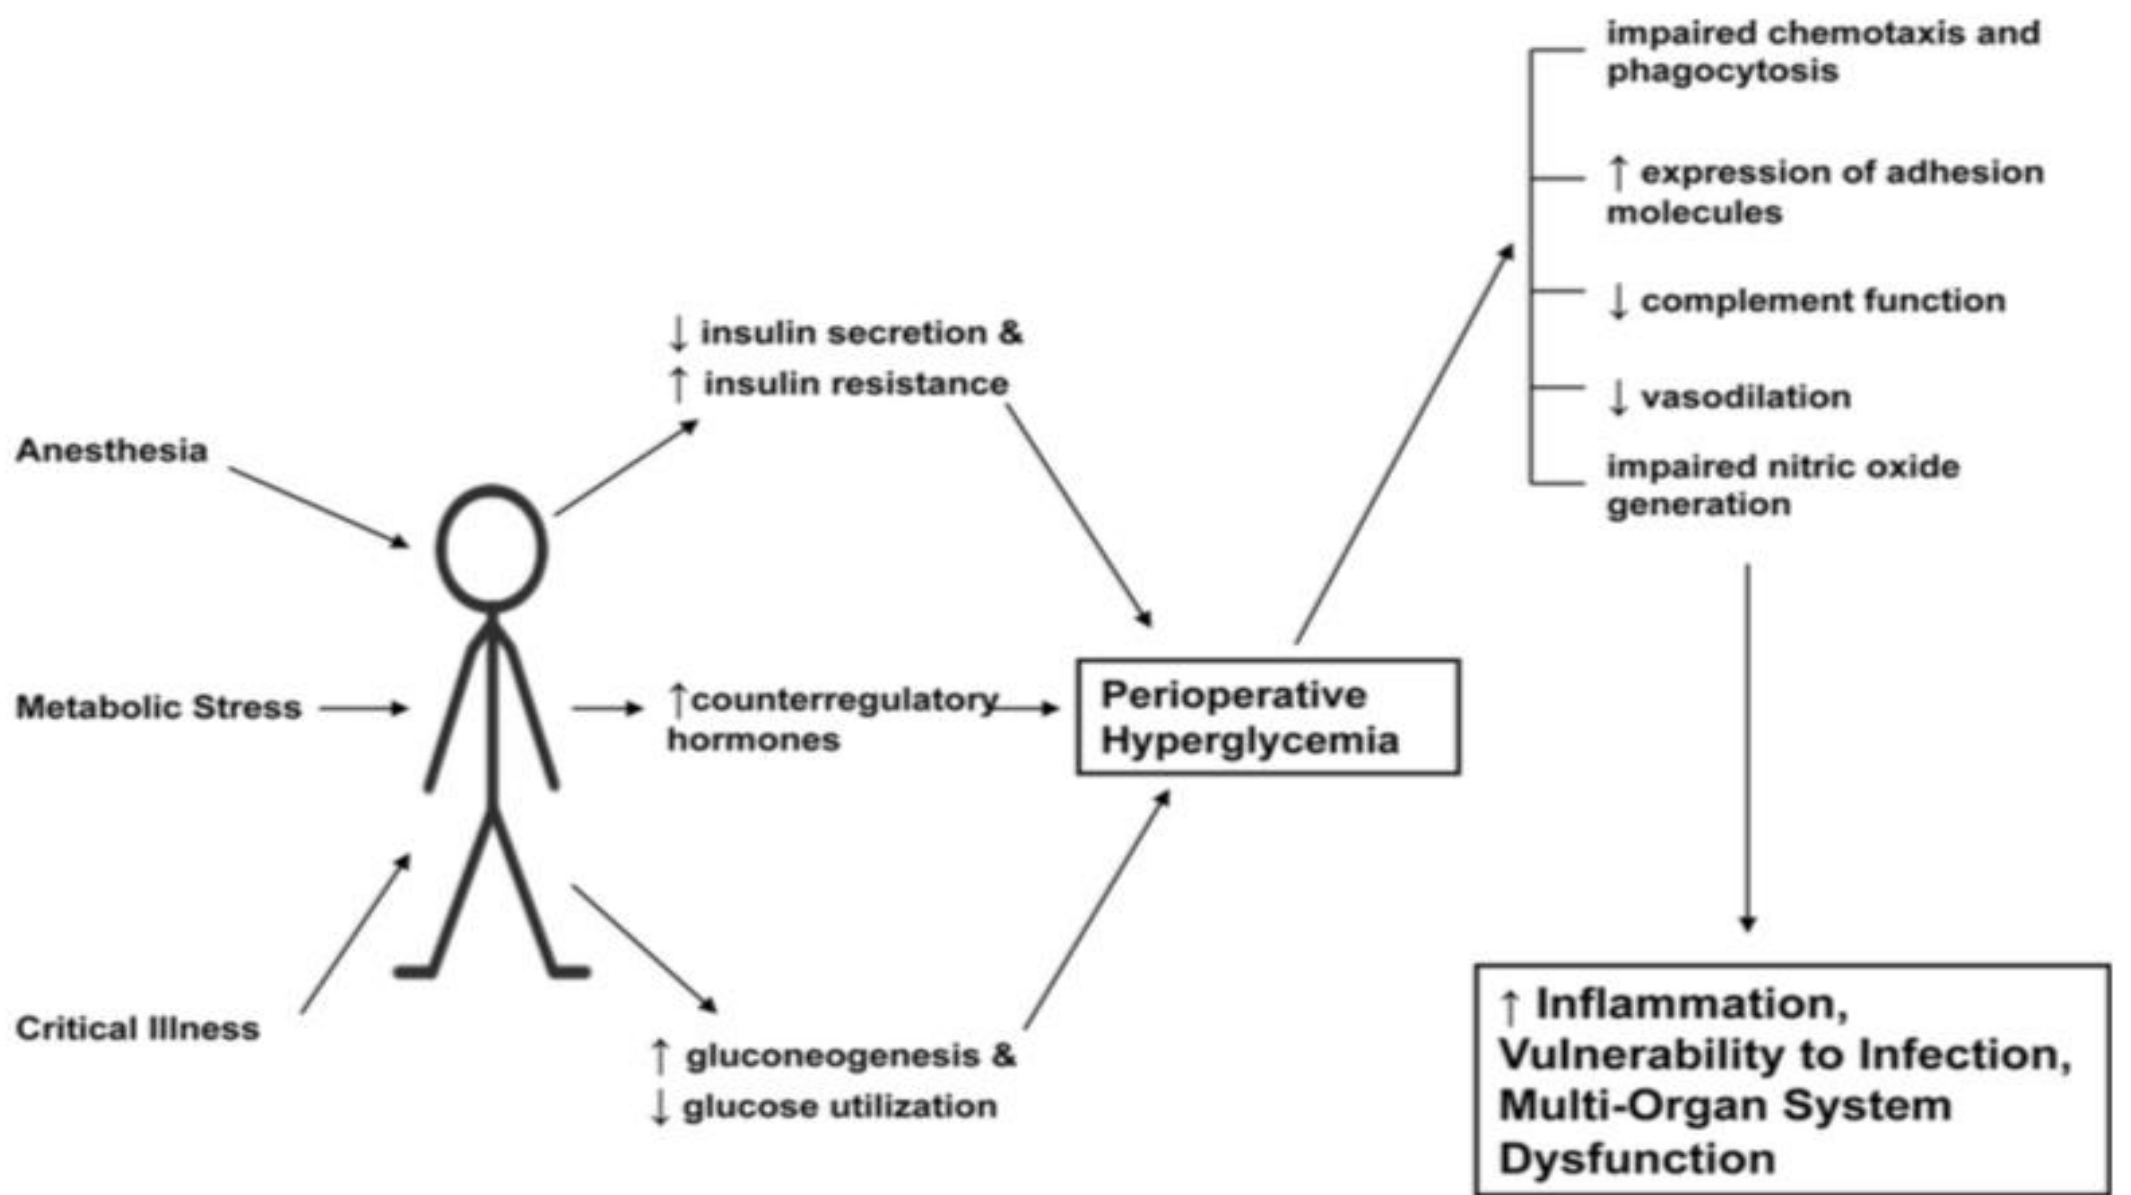 Anesthesia
Metabolic Stress
Critical Illness
↓ insulin secretion &
↑ insulin resistance
↑counterregulatory
hormones
↑ gluconeogenesis &
↓ glucose utilization
Perioperative
Hyperglycemia
impaired chemotaxis and
phagocytosis
↑ expression of adhesion
molecules
↓ complement function
↓ vasodilation
impaired nitric oxide
generation
↑ Inflammation,
Vulnerability to Infection,
Multi-Organ System
Dysfunction